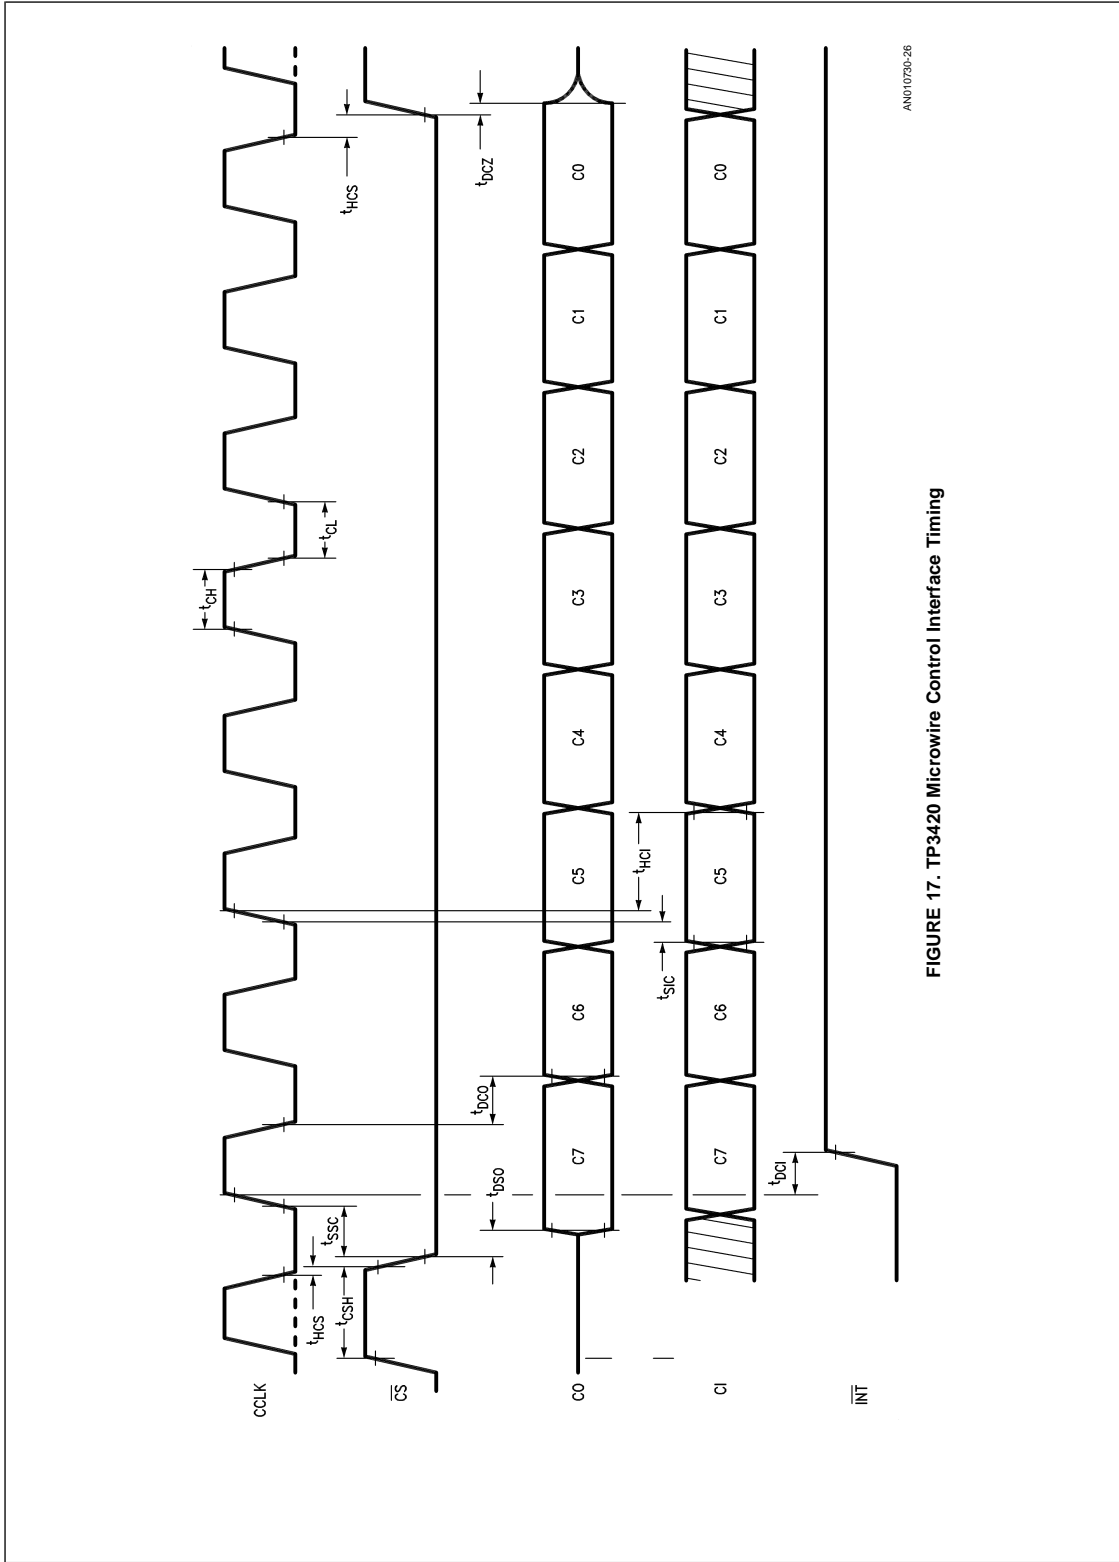 CCLK
tHCS
tCSH
tSSC
tCH
tCL
tHCS
CS
tDSO
tDCO
tDCZ
CO
C7
C6
C5
C4
C3
C2
C1
C0
tSIC
tHCI
CI
C7
C6
C5
C4
C3
C2
C1
C0
tDCI
INT
AN010730-26
FIGURE 17. TP3420 Microwire Control Interface Timing